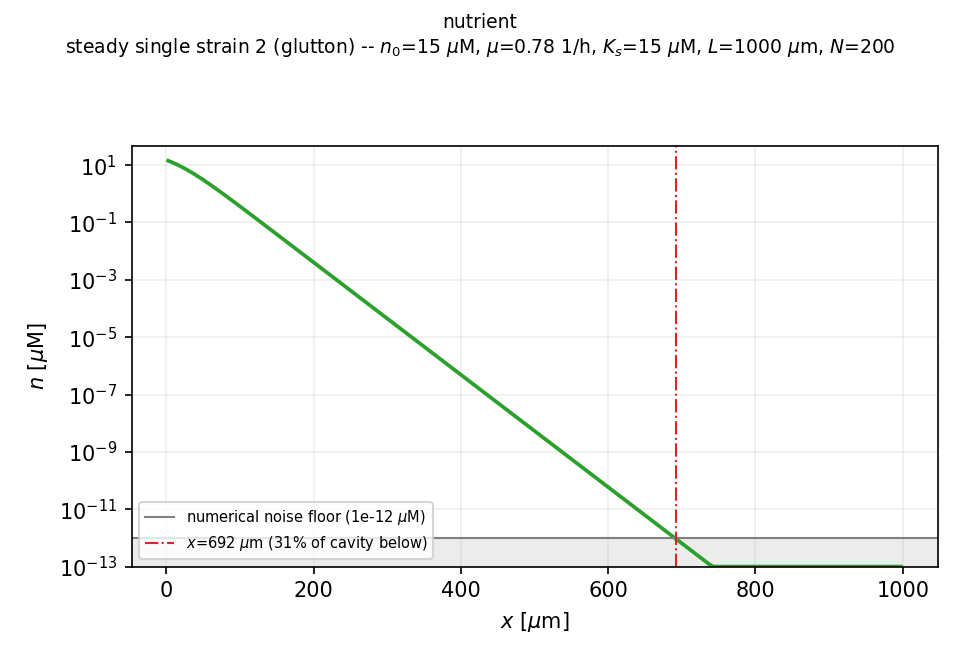 nutrient
steady single strain 2 (glutton) -- n₀=15 μM, μ=0.78 1/h, Kₛ=15 μM, L=1000 μm, N=200
10¹
10⁻¹
10⁻³
10⁻⁵
10⁻⁷
10⁻⁹
10⁻¹¹
10⁻¹³
n [μM]
numerical noise floor (1e-12 μM)
x=692 μm (31% of cavity below)
0 200 400 600 800 1000
x [μm]